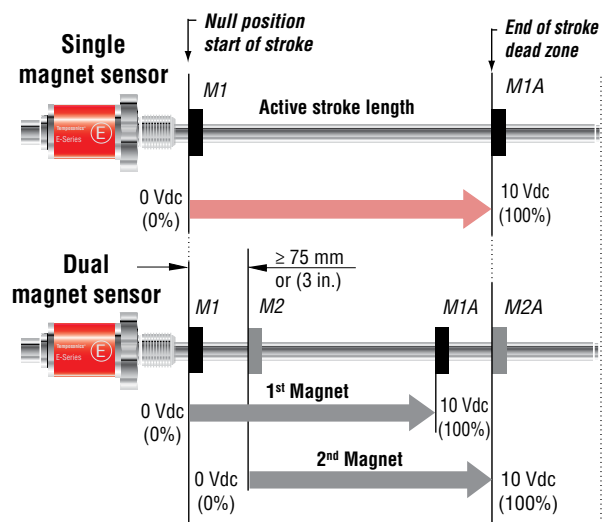 Null position
start of stroke
End of stroke
dead zone
Single
magnet sensor
M1
M1A
Active stroke length
Temposonics
E-Series
E
0 Vdc
(0%)
10 Vdc
(100%)
Dual
magnet sensor
≥ 75 mm
or (3 in.)
M1
M2
M1A
M2A
Temposonics
E-Series
E
1st Magnet
0 Vdc
(0%)
10 Vdc
(100%)
2nd Magnet
0 Vdc
(0%)
10 Vdc
(100%)